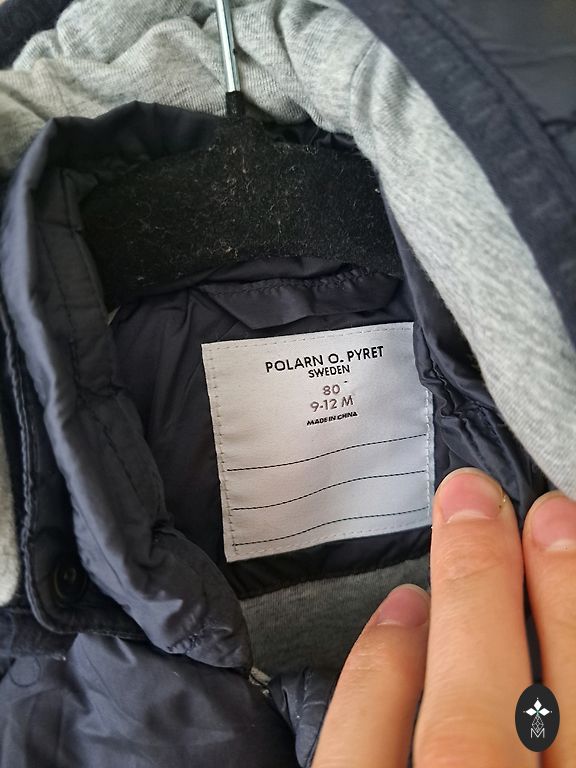 POLARN O. PYRET
SWEDEN
80
9-12 M
MADE IN CHINA
M